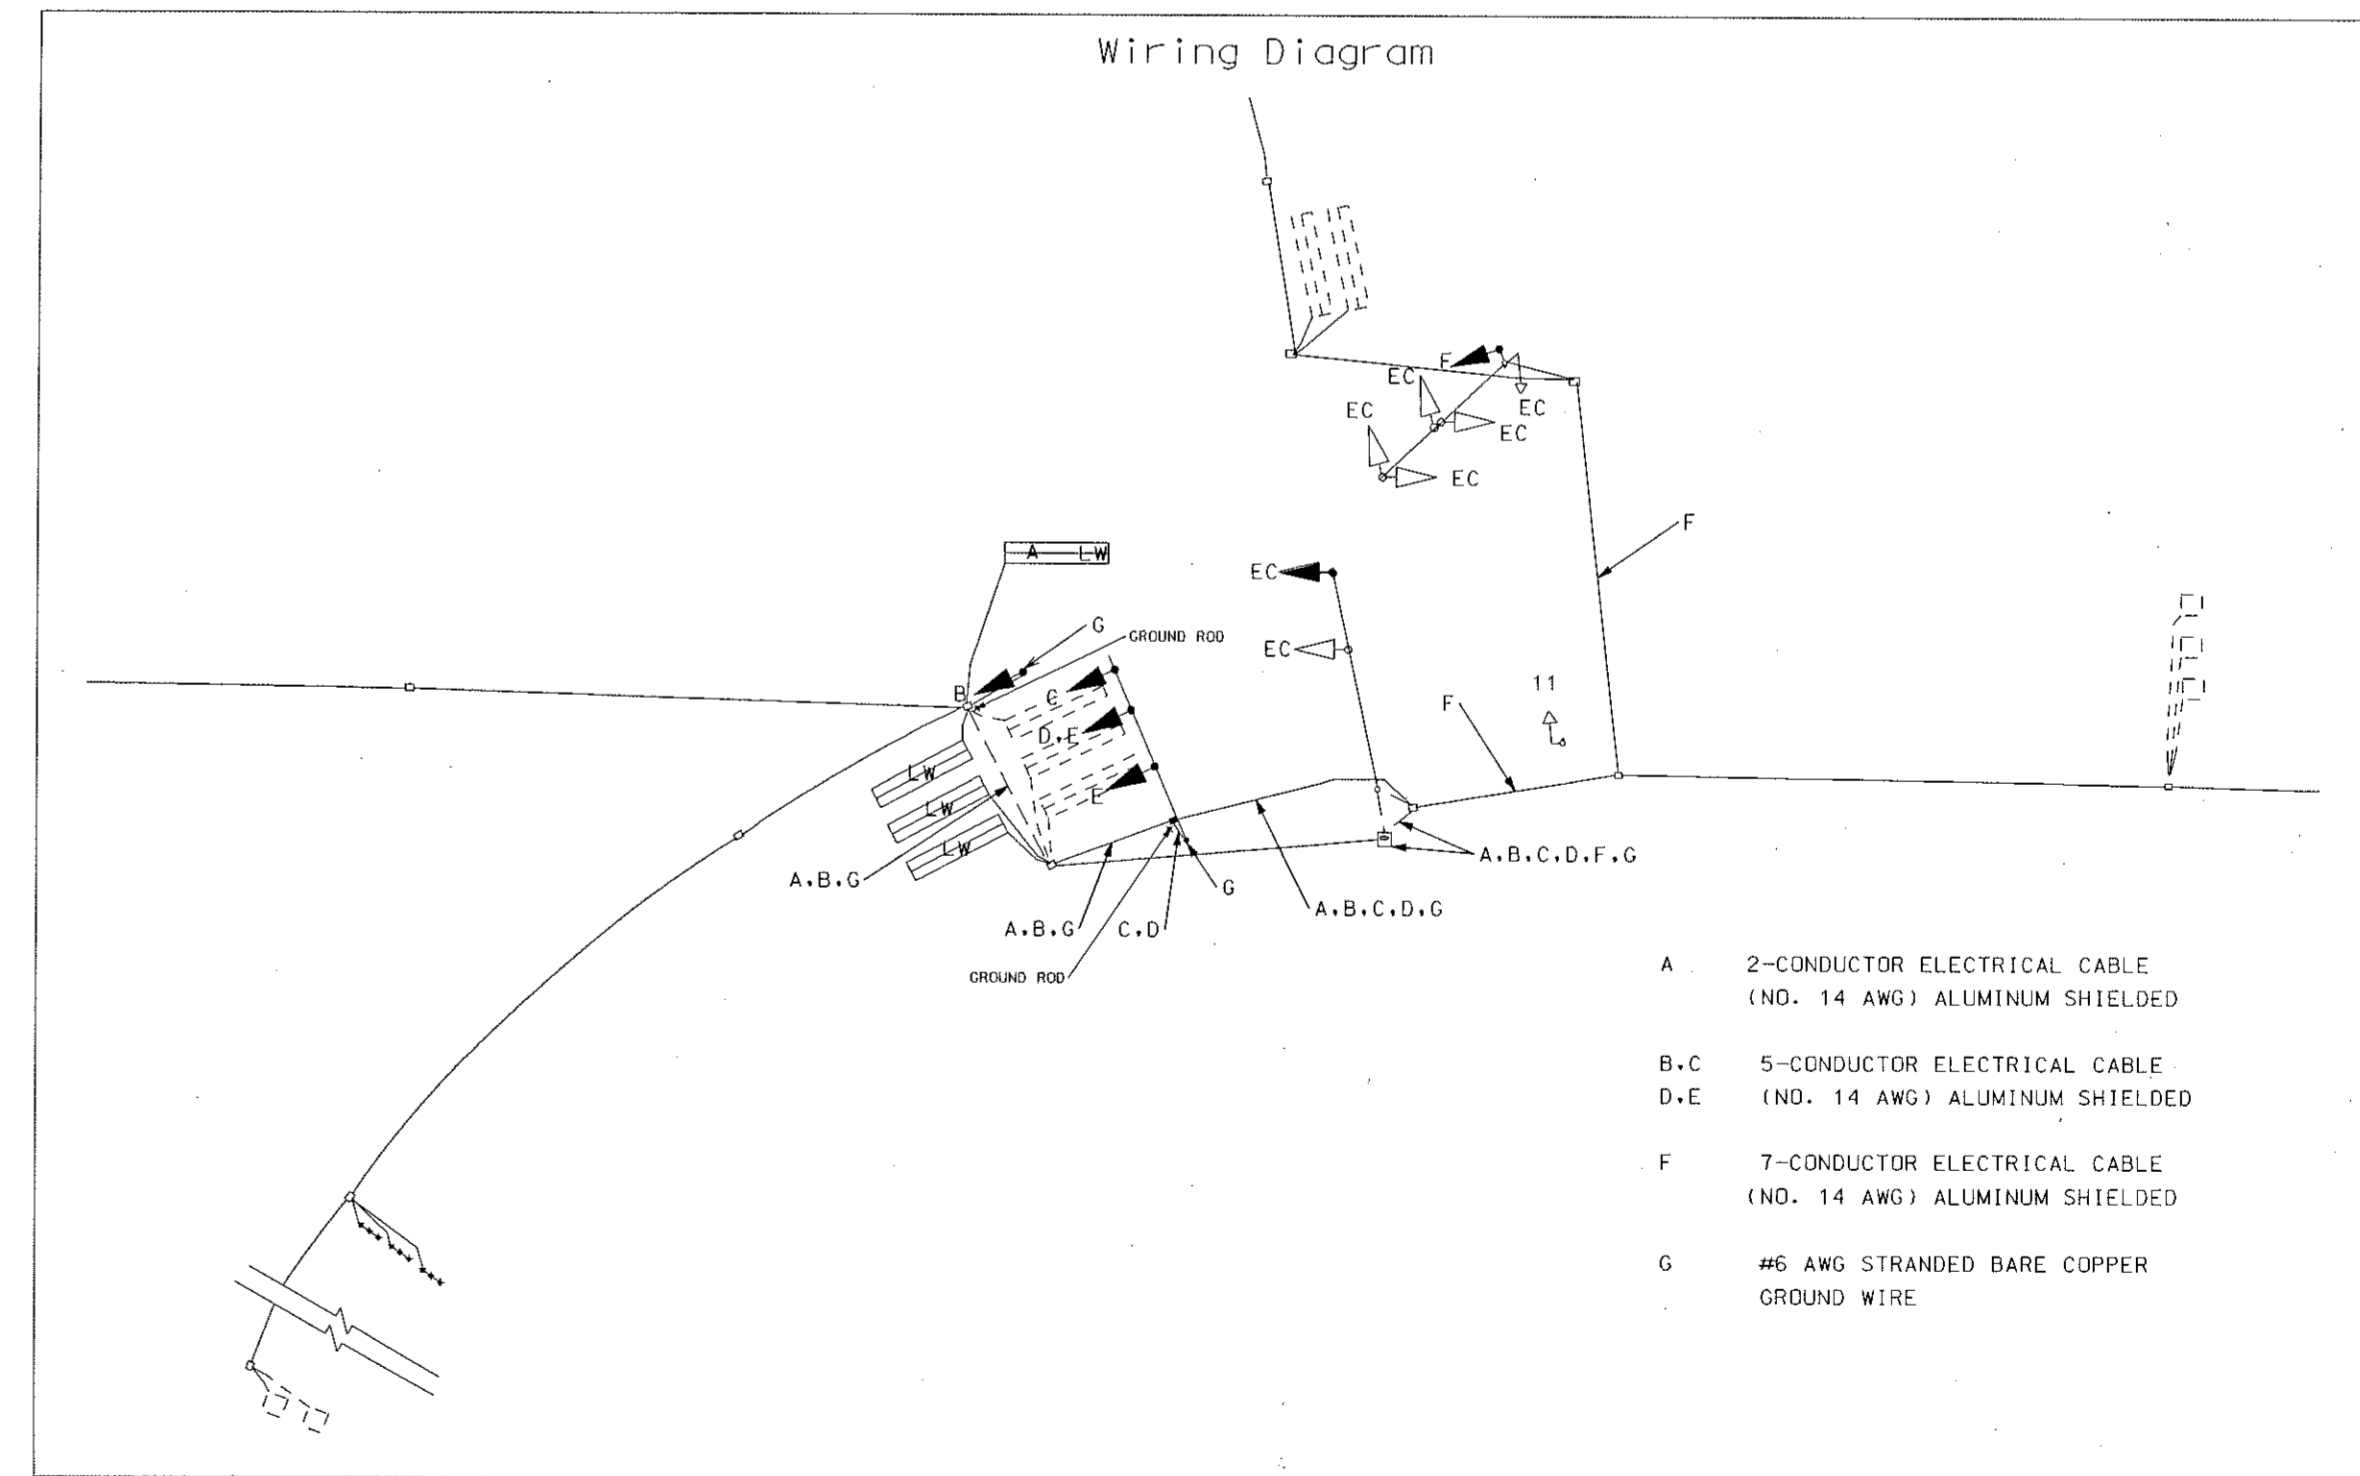 Wiring Diagram
F
EC
EC
EC
EC
EC
F
A LW
EC
G
GROUND ROD
EC
B
C
11
F
D,E
LW
E
LW
LW
A,B,C,D,F,G
A,B,G
G
A,B,C,D,G
A,B,G
C,D
GROUND ROD
A 2-CONDUCTOR ELECTRICAL CABLE
(NO. 14 AWG) ALUMINUM SHIELDED
B,C 5-CONDUCTOR ELECTRICAL CABLE
D,E (NO. 14 AWG) ALUMINUM SHIELDED
F 7-CONDUCTOR ELECTRICAL CABLE
(NO. 14 AWG) ALUMINUM SHIELDED
G #6 AWG STRANDED BARE COPPER
GROUND WIRE